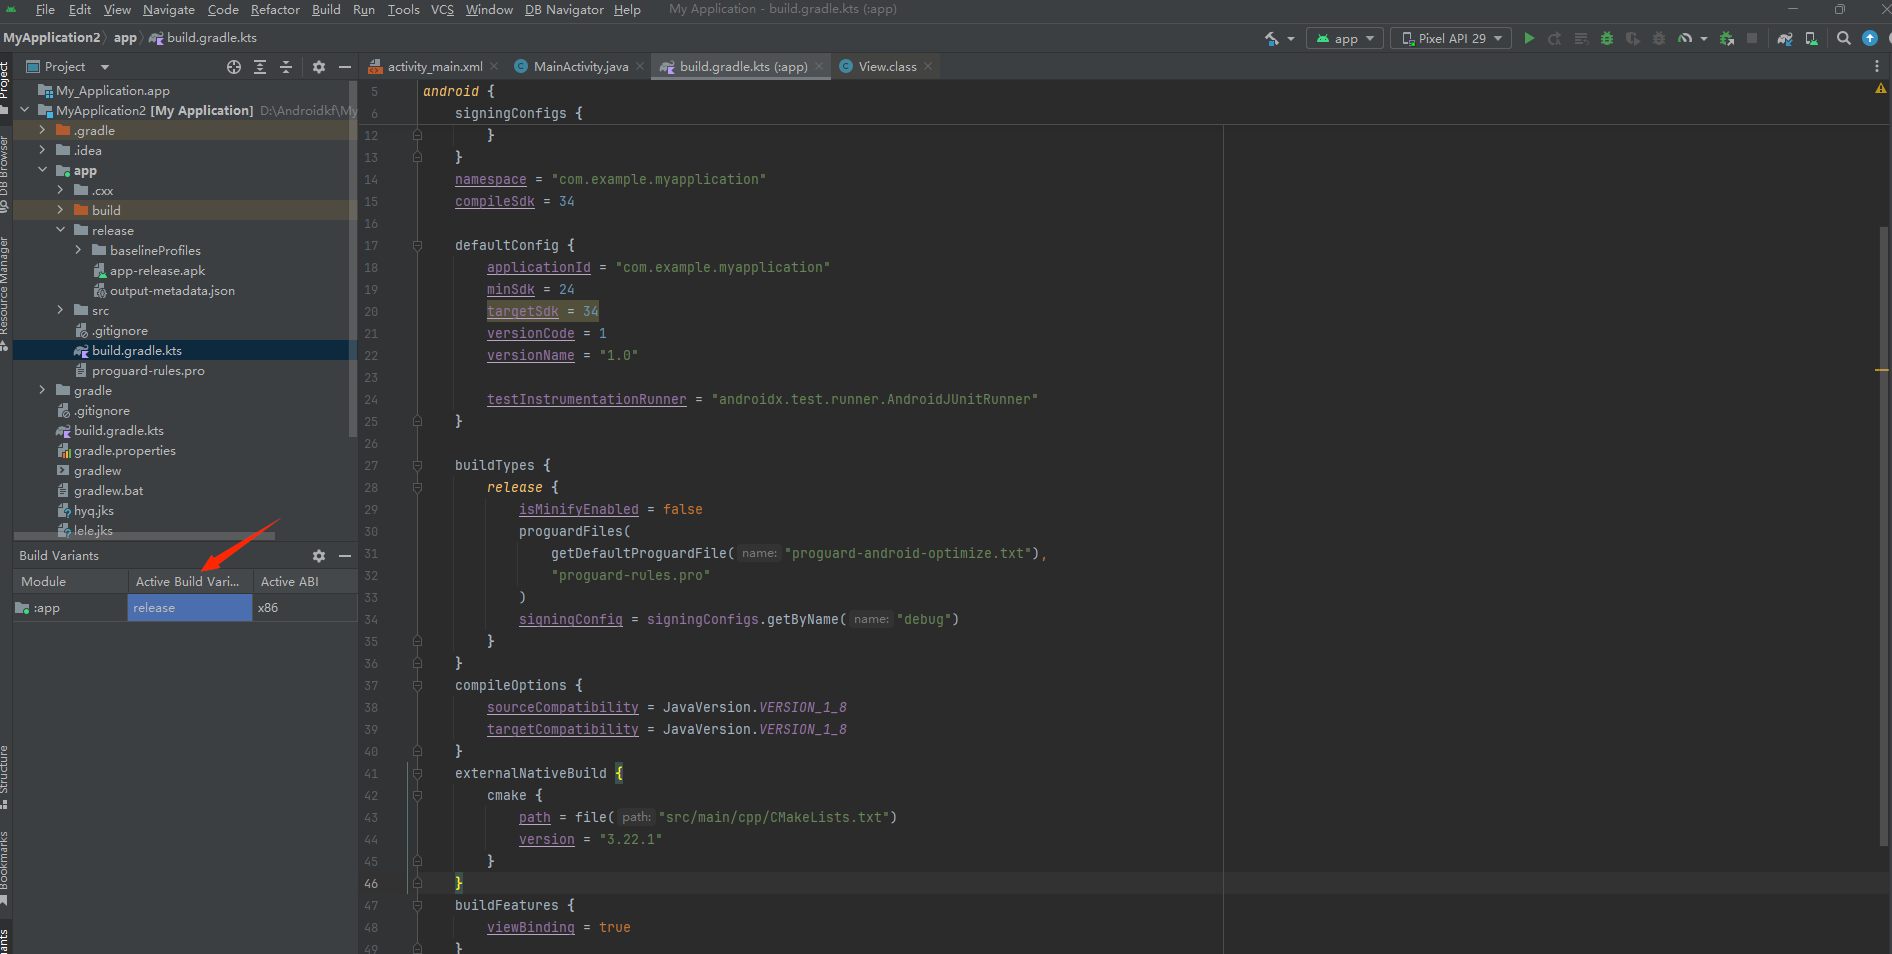 File Edit View Navigate Code Refactor Build Run Tools VCS Window DB Navigator Help My Application - build.gradle.kts (:app)
MyApplication2 app build.gradle.kts
app Pixel API 29
Project
activity_main.xml MainActivity.java build.gradle.kts (:app) View.class
Project
DB Browser
Resource Manager
Structure
Bookmarks
My_Application.app
MyApplication2 [My Application] D:\Androidkf\My
.gradle
.idea
app
.cxx
build
release
baselineProfiles
app-release.apk
output-metadata.json
src
.gitignore
build.gradle.kts
proguard-rules.pro
gradle
.gitignore
build.gradle.kts
gradle.properties
gradlew
gradlew.bat
hyq.jks
lele.jks
Build Variants
Module Active Build Vari... Active ABI
:app release x86
5 android {
6 signingConfigs {
12 }
13 }
14 namespace = "com.example.myapplication"
15 compileSdk = 34
16
17 defaultConfig {
18 applicationId = "com.example.myapplication"
19 minSdk = 24
20 targetSdk = 34
21 versionCode = 1
22 versionName = "1.0"
23
24 testInstrumentationRunner = "androidx.test.runner.AndroidJUnitRunner"
25 }
26
27 buildTypes {
28 release {
29 isMinifyEnabled = false
30 proguardFiles(
31 getDefaultProguardFile( name: "proguard-android-optimize.txt"),
32 "proguard-rules.pro"
33 )
34 signingConfig = signingConfigs.getByName( name: "debug")
35 }
36 }
37 compileOptions {
38 sourceCompatibility = JavaVersion.VERSION_1_8
39 targetCompatibility = JavaVersion.VERSION_1_8
40 }
41 externalNativeBuild {
42 cmake {
43 path = file( path: "src/main/cpp/CMakeLists.txt")
44 version = "3.22.1"
45 }
46 }
47 buildFeatures {
48 viewBinding = true
49 }